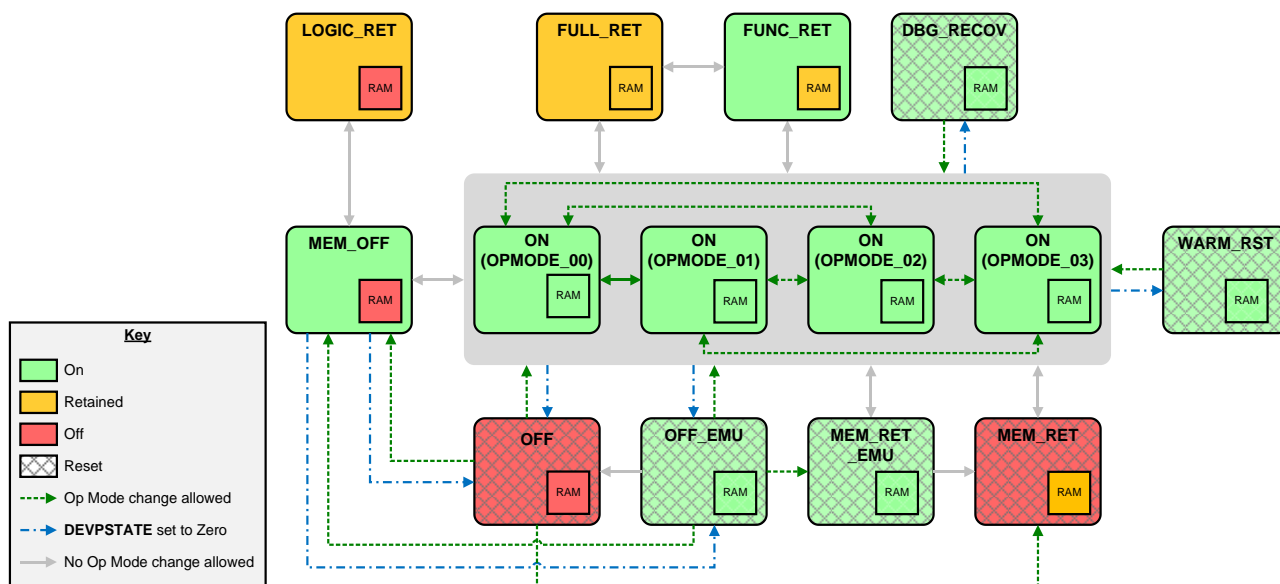 LOGIC_RET
RAM
FULL_RET
RAM
FUNC_RET
RAM
DBG_RECOV
RAM
MEM_OFF
RAM
ON
(OPMODE_00)
RAM
ON
(OPMODE_01)
RAM
ON
(OPMODE_02)
RAM
ON
(OPMODE_03)
RAM
WARM_RST
RAM
OFF
RAM
OFF_EMU
RAM
MEM_RET
_EMU
RAM
MEM_RET
RAM
Key
On
Retained
Off
Reset
Op Mode change allowed
DEVPSTATE set to Zero
No Op Mode change allowed